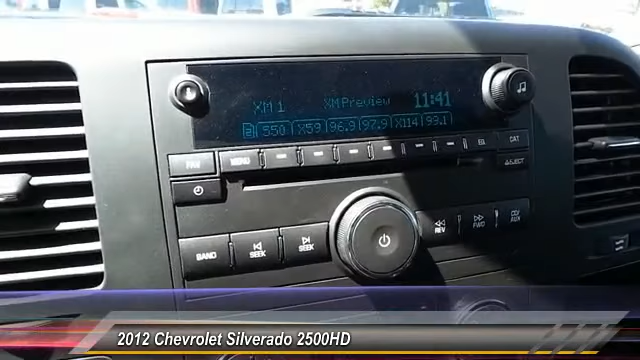 XM 1 XM Preview 11:41
550 X59 96.9 97.9 X114 99.1
FAV MENU EQ CAT
EJECT
BAND SEEK SEEK REV FWD CD/AUX
2012 Chevrolet Silverado 2500HD